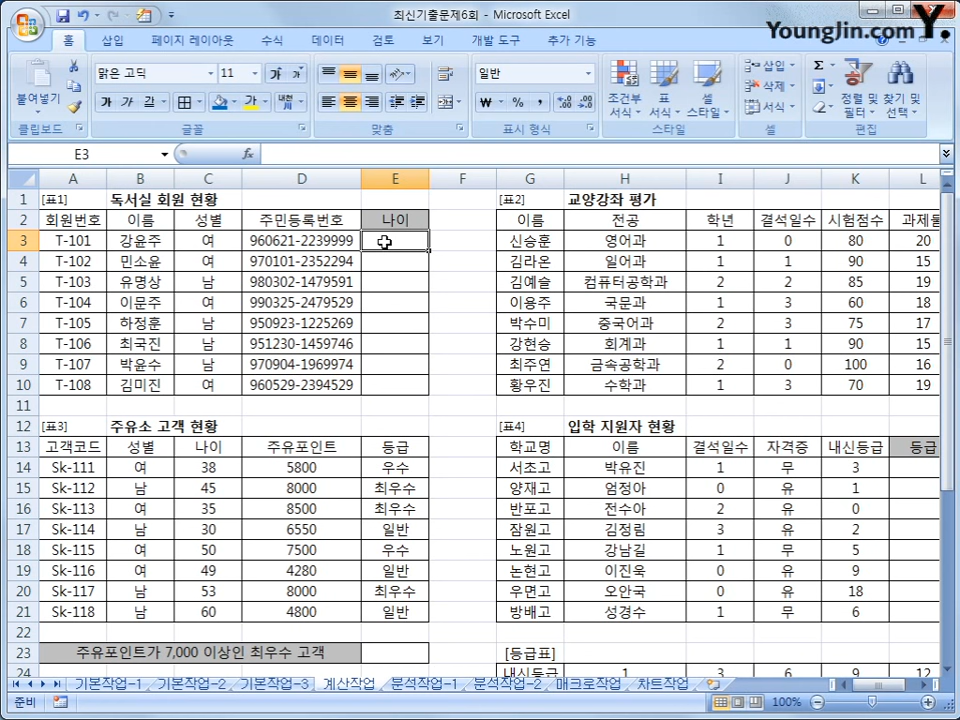 최신기출문제6회 - Microsoft Excel
YoungJin.com Y.
홈 삽입 페이지 레이아웃 수식 데이터 검토 보기 개발 도구 추가 기능
붙여넣기 맑은 고딕 11 가 가 일반 조건부 서식 표 서식 셀 스타일 삽입 삭제 서식 Σ 정렬 및 필터 찾기 및 선택
가 가 가 가 내천 ₩ % ,
클립보드 글꼴 맞춤 표시 형식 스타일 셀 편집
E3 fx
A B C D E F G H I J K L
1 [표1] 독서실 회원 현황 [표2] 교양강좌 평가
2 회원번호 이름 성별 주민등록번호 나이 이름 전공 학년 결석일수 시험점수
3 T-101 강윤주 여 960621-2239999 신승훈 영어과 1 0 80 20
4 T-102 민소윤 여 970101-2352294 김라온 일어과 1 1 90 15
5 T-103 유명상 남 980302-1479591 김예슬 컴퓨터공학과 2 2 85 19
6 T-104 이문주 여 990325-2479529 이용주 국문과 1 3 60 18
7 T-105 하정훈 남 950923-1225269 박수미 중국어과 2 3 75 17
8 T-106 최국진 남 951230-1459746 강현승 회계과 1 1 90 15
9 T-107 박윤수 남 970904-1969974 최주연 금속공학과 2 0 100 16
10 T-108 김미진 여 960529-2394529 황우진 수학과 1 3 70 19
11
12 [표3] 주유소 고객 현황 [표4] 입학 지원자 현황
13 고객코드 성별 나이 주유포인트 등급 학교명 이름 결석일수 자격증 내신등급 등급
14 Sk-111 여 38 5800 우수 서초고 박유진 1 무 3
15 Sk-112 남 45 8000 최우수 양재고 엄정아 0 유 1
16 Sk-113 여 35 8500 최우수 반포고 전수아 2 유 0
17 Sk-114 남 30 6550 일반 잠원고 김정림 3 유 2
18 Sk-115 여 50 7500 우수 노원고 강남길 1 무 5
19 Sk-116 여 49 4280 일반 논현고 이진욱 0 유 9
20 Sk-117 남 53 8000 최우수 우면고 오안국 0 유 18
21 Sk-118 남 60 4800 일반 방배고 성경수 1 무 6
22
23 주유포인트가 7,000 이상인 최우수 고객 [등급표]
24 내신등급 1 3 6 9 12
기본작업-1 기본작업-2 기본작업-3 계산작업 분석작업-1 분석작업-2 매크로작업 차트작업
준비 100%